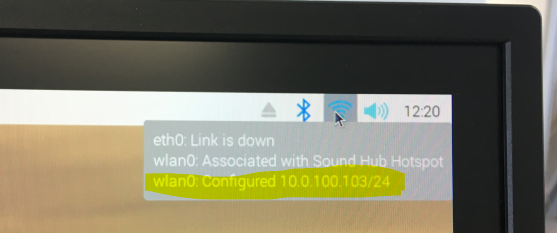 12:20
eth0: Link is down
wlan0: Associated with Sound Hub Hotspot
wlan0: Configured 10.0.100.103/24